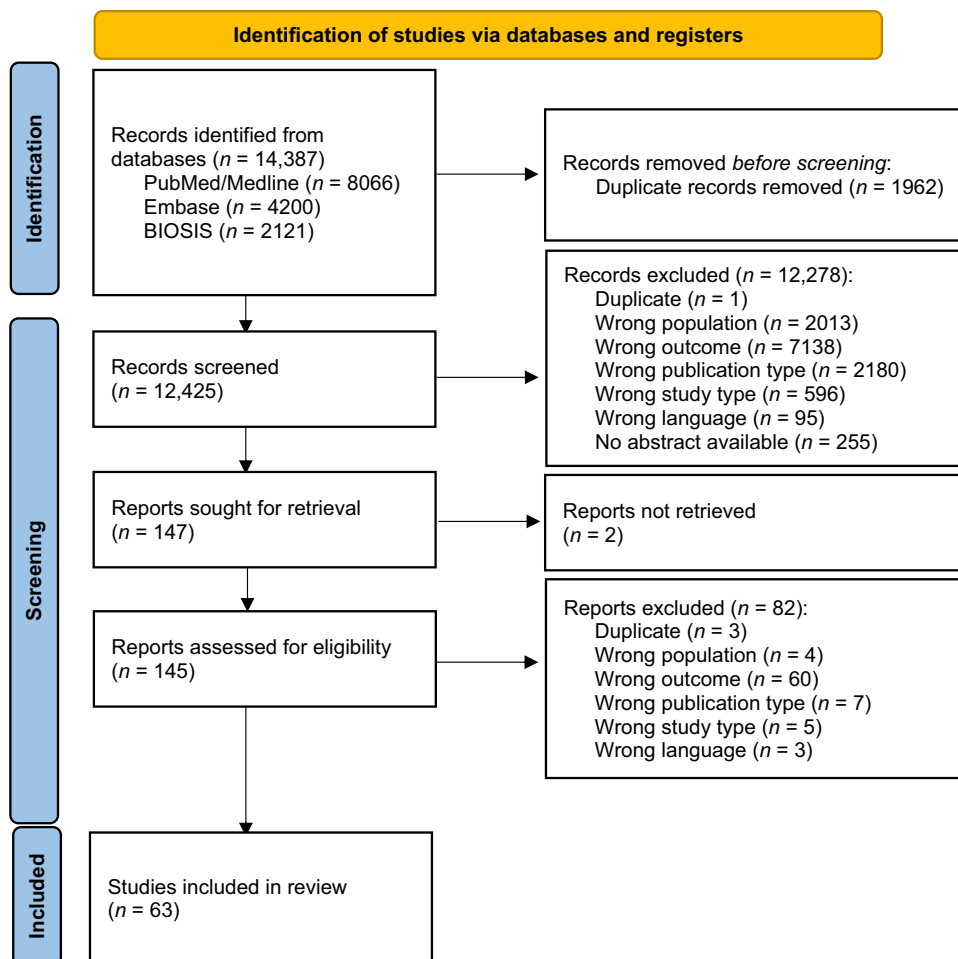 Identification of studies via databases and registers
Identification
Records identified from
databases (n = 14,387)
PubMed/Medline = 8066)
Embase (n = 4200)
BIOSIS (n = 2121)
Records removed before screening:
Duplicate records removed (n = 1962)
Screening
Records screened
(n = 12,425)
Records excluded (n = 12,278):
Duplicate (n = 1)
Wrong population (n = 2013)
Wrong outcome (n = 7138)
Wrong publication type (n = 2180)
Wrong study type (n = 596)
Wrong language (n = 95)
No abstract available (n = 255)
Reports sought for retrieval
(n = 147)
Reports not retrieved
(n = 2)
Reports assessed for eligibility
(n = 145)
Reports excluded (n = 82):
Duplicate (n = 3)
Wrong population (n = 4)
Wrong outcome (n = 60)
Wrong publication type (n = 7)
Wrong study type (n = 5)
Wrong language (n = 3)
Included
Studies included in review
(n = 63)